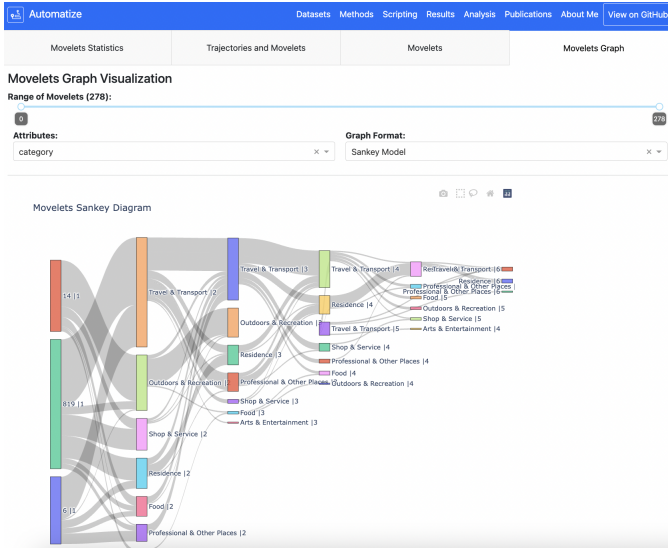 Automatize
Datasets Methods Scripting Results Analysis Publications About Me View on GitHub
Movelets Statistics
Trajectories and Movelets
Movelets
Movelets Graph
Movelets Graph Visualization
Range of Movelets (278):
0
278
Attributes:
Graph Format:
category
Sankey Model
Movelets Sankey Diagram
14 |1
819 |1
6 |1
Travel & Transport |2
Outdoors & Recreation |2
Shop & Service |2
Residence |2
Food |2
Professional & Other Places |2
Travel & Transport |3
Outdoors & Recreation
Residence |3
Professional & Other Places
Shop & Service |3
Food |3
Arts & Entertainment |3
Travel & Transport |4
Residence |4
Travel & Transport |5
Shop & Service |4
Professional & Other Places |4
Food |4
Outdoors & Recreation |4
Travel & Transport |6
Residence |6
Professional & Other Places
Professional & Other Places |6
Food |5
Outdoors & Recreation |5
Shop & Service |5
Arts & Entertainment |4